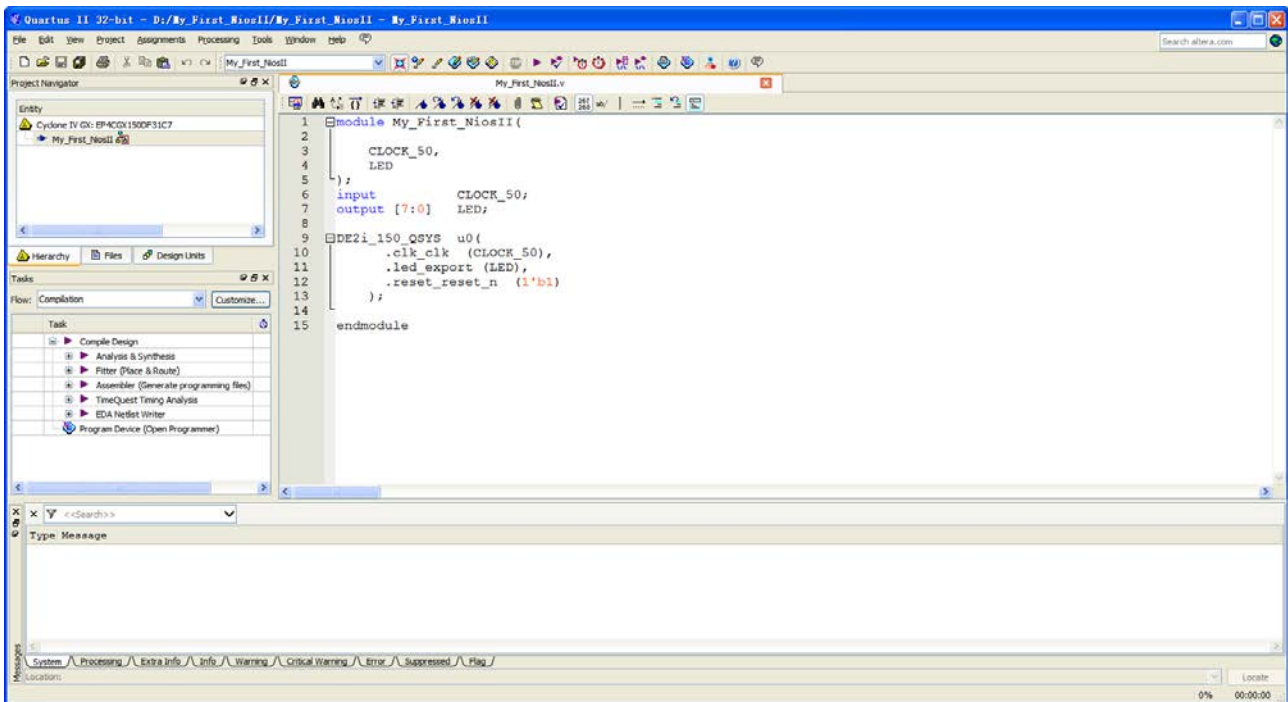 Quartus II 32-bit - D:/My_First_NiosII/My_First_NiosII - My_First_NiosII
File Edit View Project Assignments Processing Tools Window Help
Search altera.com
My_First_NiosII
Project Navigator
My_First_NiosII.v
Entity
Cyclone IV GX: EP4CGX150DF31C7
My_First_NiosII
Hierarchy Files Design Units
Tasks
Flow: Compilation Customize...
Task
Compile Design
Analysis & Synthesis
Fitter (Place & Route)
Assembler (Generate programming files)
TimeQuest Timing Analysis
EDA Netlist Writer
Program Device (Open Programmer)
1 module My_First_NiosII(
2
3 CLOCK_50,
4 LED
5 );
6 input CLOCK_50;
7 output [7:0] LED;
8
9 DE2i_150_QSYS u0(
10 .clk_clk (CLOCK_50),
11 .led_export (LED),
12 .reset_reset_n (1'b1)
13 );
14
15 endmodule
<<Search>>
Type Message
Messages
System Processing Extra Info Info Warning Critical Warning Error Suppressed Flag
Location: Locate
0% 00:00:00